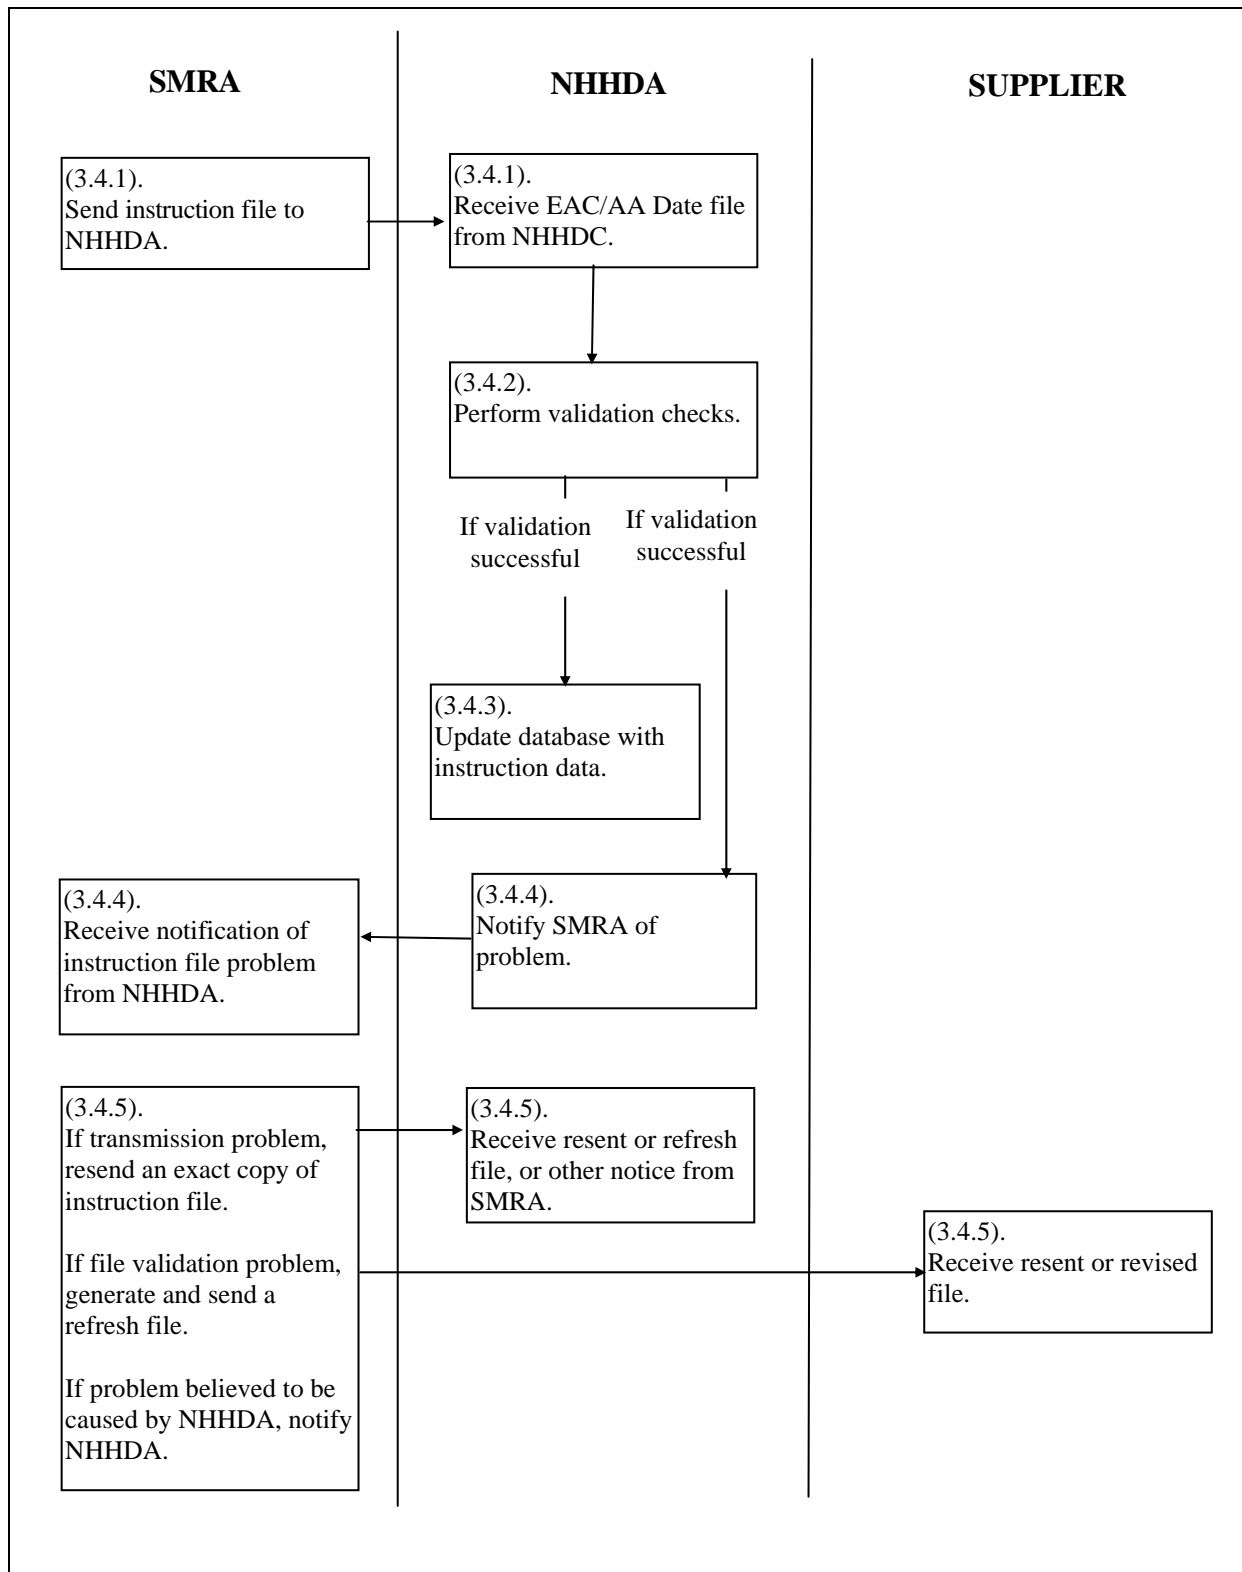 SMRA
NHHDA
SUPPLIER
(3.4.1).
Send instruction file to
NHHDA.
(3.4.1).
Receive EAC/AA Date file
from NHHDC.
(3.4.2).
Perform validation checks.
If validation
successful
If validation
successful
(3.4.3).
Update database with
instruction data.
(3.4.4).
Receive notification of
instruction file problem
from NHHDA.
(3.4.4).
Notify SMRA of
problem.
(3.4.5).
If transmission problem,
resend an exact copy of
instruction file.
If file validation problem,
generate and send a
refresh file.
If problem believed to be
caused by NHHDA, notify
NHHDA.
(3.4.5).
Receive resent or refresh
file, or other notice from
SMRA.
(3.4.5).
Receive resent or revised
file.